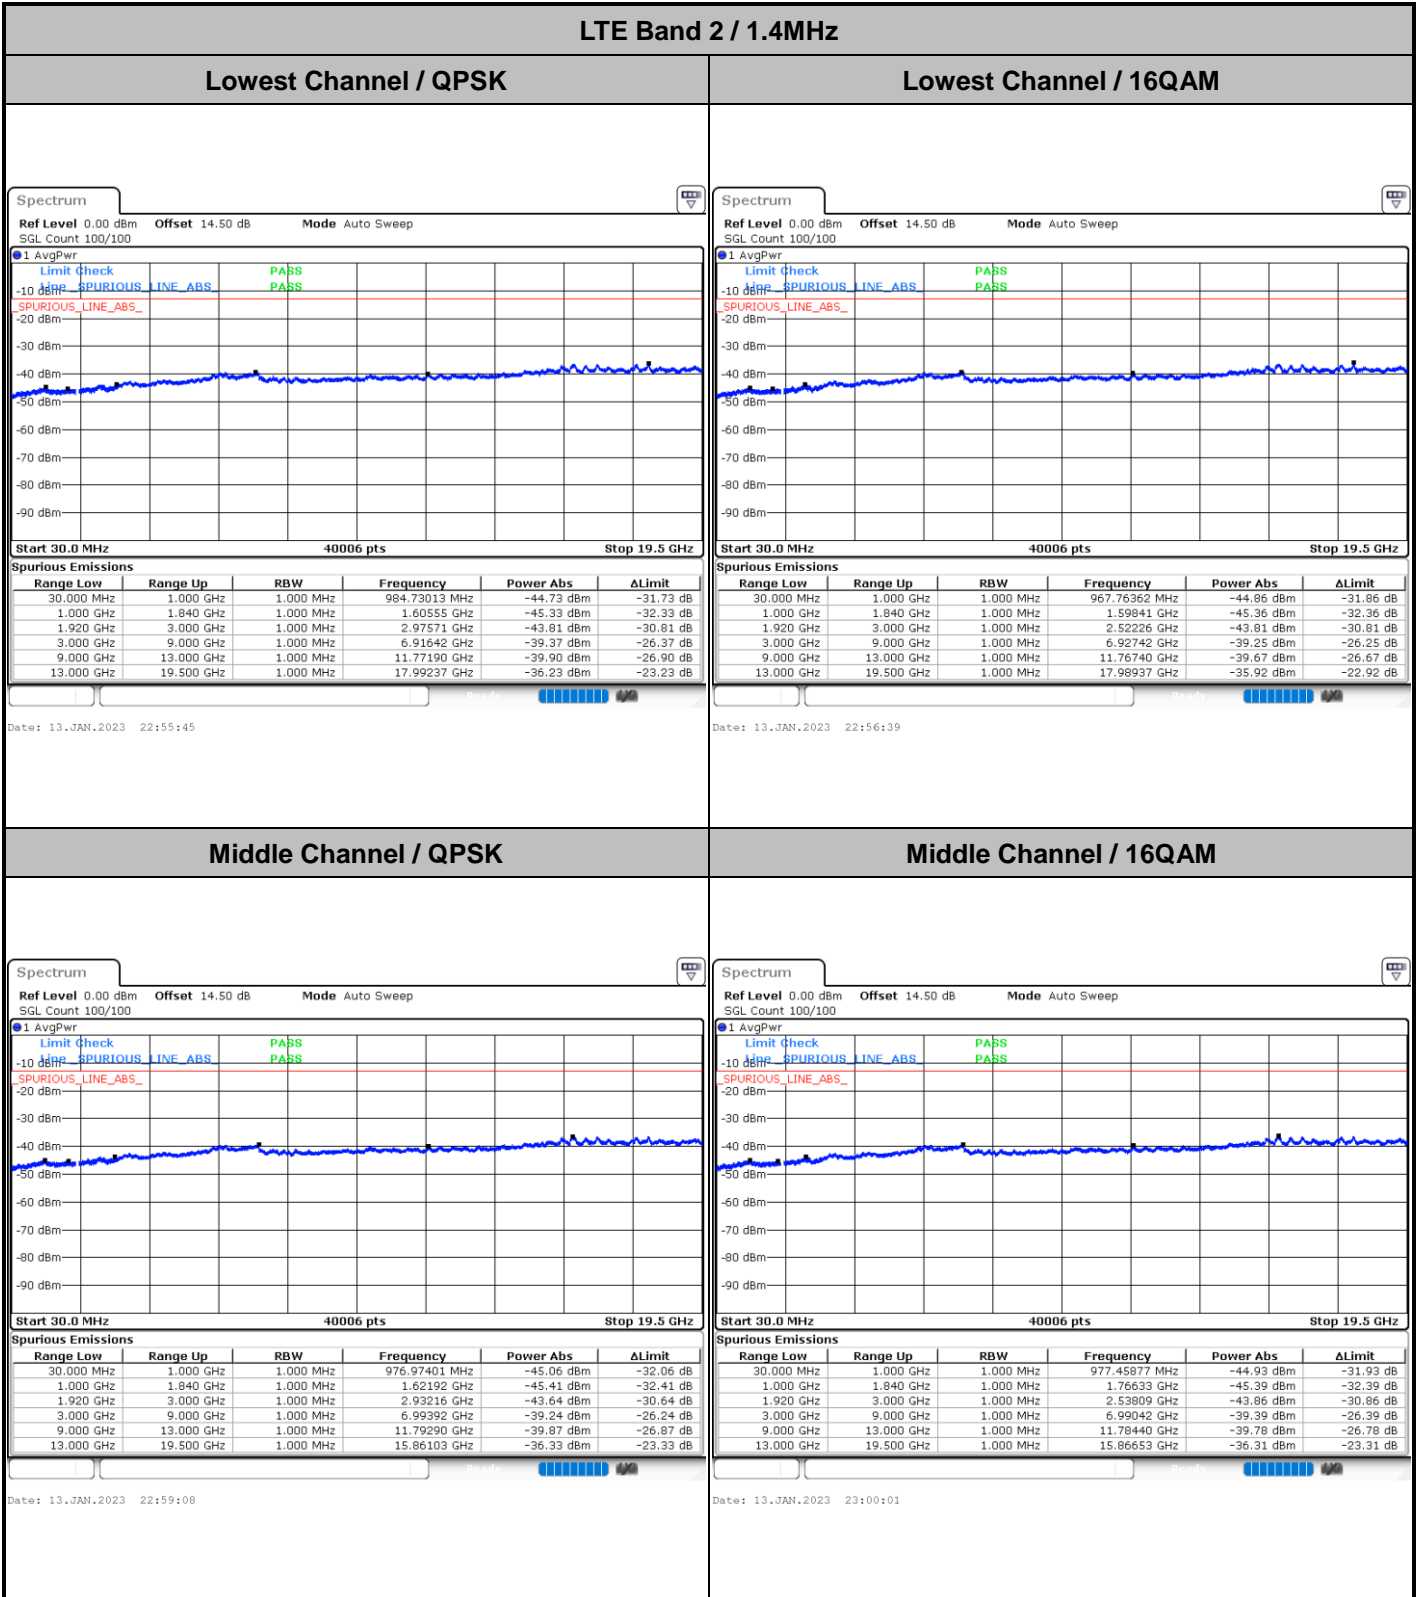 LTE Band 2 / 1.4MHz
Lowest Channel / QPSK
Lowest Channel / 16QAM
Spectrum
Ref Level 0.00 dBm Offset 14.50 dB Mode Auto Sweep
SGL Count 100/100
1 AvgPwr
Limit Check PASS
Line _SPURIOUS_LINE_ABS_ PASS
-10 dBm
_SPURIOUS_LINE_ABS_
-20 dBm
-30 dBm
-40 dBm
-50 dBm
-60 dBm
-70 dBm
-80 dBm
-90 dBm
Start 30.0 MHz 40006 pts Stop 19.5 GHz
Spurious Emissions
Range Low Range Up RBW Frequency Power Abs ΔLimit
30.000 MHz 1.000 GHz 1.000 MHz 984.73013 MHz -44.73 dBm -31.73 dB
1.000 GHz 1.840 GHz 1.000 MHz 1.60555 GHz -45.33 dBm -32.33 dB
1.920 GHz 3.000 GHz 1.000 MHz 2.97571 GHz -43.81 dBm -30.81 dB
3.000 GHz 9.000 GHz 1.000 MHz 6.91642 GHz -39.37 dBm -26.37 dB
9.000 GHz 13.000 GHz 1.000 MHz 11.77190 GHz -39.90 dBm -26.90 dB
13.000 GHz 19.500 GHz 1.000 MHz 17.99237 GHz -36.23 dBm -23.23 dB
Ready
Date: 13.JAN.2023 22:55:45
Spectrum
Ref Level 0.00 dBm Offset 14.50 dB Mode Auto Sweep
SGL Count 100/100
1 AvgPwr
Limit Check PASS
Line _SPURIOUS_LINE_ABS_ PASS
-10 dBm
_SPURIOUS_LINE_ABS_
-20 dBm
-30 dBm
-40 dBm
-50 dBm
-60 dBm
-70 dBm
-80 dBm
-90 dBm
Start 30.0 MHz 40006 pts Stop 19.5 GHz
Spurious Emissions
Range Low Range Up RBW Frequency Power Abs ΔLimit
30.000 MHz 1.000 GHz 1.000 MHz 967.76362 MHz -44.86 dBm -31.86 dB
1.000 GHz 1.840 GHz 1.000 MHz 1.59841 GHz -45.36 dBm -32.36 dB
1.920 GHz 3.000 GHz 1.000 MHz 2.52226 GHz -43.81 dBm -30.81 dB
3.000 GHz 9.000 GHz 1.000 MHz 6.92742 GHz -39.25 dBm -26.25 dB
9.000 GHz 13.000 GHz 1.000 MHz 11.76740 GHz -39.67 dBm -26.67 dB
13.000 GHz 19.500 GHz 1.000 MHz 17.98937 GHz -35.92 dBm -22.92 dB
Ready
Date: 13.JAN.2023 22:56:39
Middle Channel / QPSK
Middle Channel / 16QAM
Spectrum
Ref Level 0.00 dBm Offset 14.50 dB Mode Auto Sweep
SGL Count 100/100
1 AvgPwr
Limit Check PASS
Line _SPURIOUS_LINE_ABS_ PASS
-10 dBm
_SPURIOUS_LINE_ABS_
-20 dBm
-30 dBm
-40 dBm
-50 dBm
-60 dBm
-70 dBm
-80 dBm
-90 dBm
Start 30.0 MHz 40006 pts Stop 19.5 GHz
Spurious Emissions
Range Low Range Up RBW Frequency Power Abs ΔLimit
30.000 MHz 1.000 GHz 1.000 MHz 976.97401 MHz -45.06 dBm -32.06 dB
1.000 GHz 1.840 GHz 1.000 MHz 1.62192 GHz -45.41 dBm -32.41 dB
1.920 GHz 3.000 GHz 1.000 MHz 2.93216 GHz -43.64 dBm -30.64 dB
3.000 GHz 9.000 GHz 1.000 MHz 6.99392 GHz -39.24 dBm -26.24 dB
9.000 GHz 13.000 GHz 1.000 MHz 11.79290 GHz -39.87 dBm -26.87 dB
13.000 GHz 19.500 GHz 1.000 MHz 15.86103 GHz -36.33 dBm -23.33 dB
Ready
Date: 13.JAN.2023 22:59:08
Spectrum
Ref Level 0.00 dBm Offset 14.50 dB Mode Auto Sweep
SGL Count 100/100
1 AvgPwr
Limit Check PASS
Line _SPURIOUS_LINE_ABS_ PASS
-10 dBm
_SPURIOUS_LINE_ABS_
-20 dBm
-30 dBm
-40 dBm
-50 dBm
-60 dBm
-70 dBm
-80 dBm
-90 dBm
Start 30.0 MHz 40006 pts Stop 19.5 GHz
Spurious Emissions
Range Low Range Up RBW Frequency Power Abs ΔLimit
30.000 MHz 1.000 GHz 1.000 MHz 977.45877 MHz -44.93 dBm -31.93 dB
1.000 GHz 1.840 GHz 1.000 MHz 1.76633 GHz -45.39 dBm -32.39 dB
1.920 GHz 3.000 GHz 1.000 MHz 2.53809 GHz -43.86 dBm -30.86 dB
3.000 GHz 9.000 GHz 1.000 MHz 6.99042 GHz -39.39 dBm -26.39 dB
9.000 GHz 13.000 GHz 1.000 MHz 11.78440 GHz -39.78 dBm -26.78 dB
13.000 GHz 19.500 GHz 1.000 MHz 15.86653 GHz -36.31 dBm -23.31 dB
Ready
Date: 13.JAN.2023 23:00:01